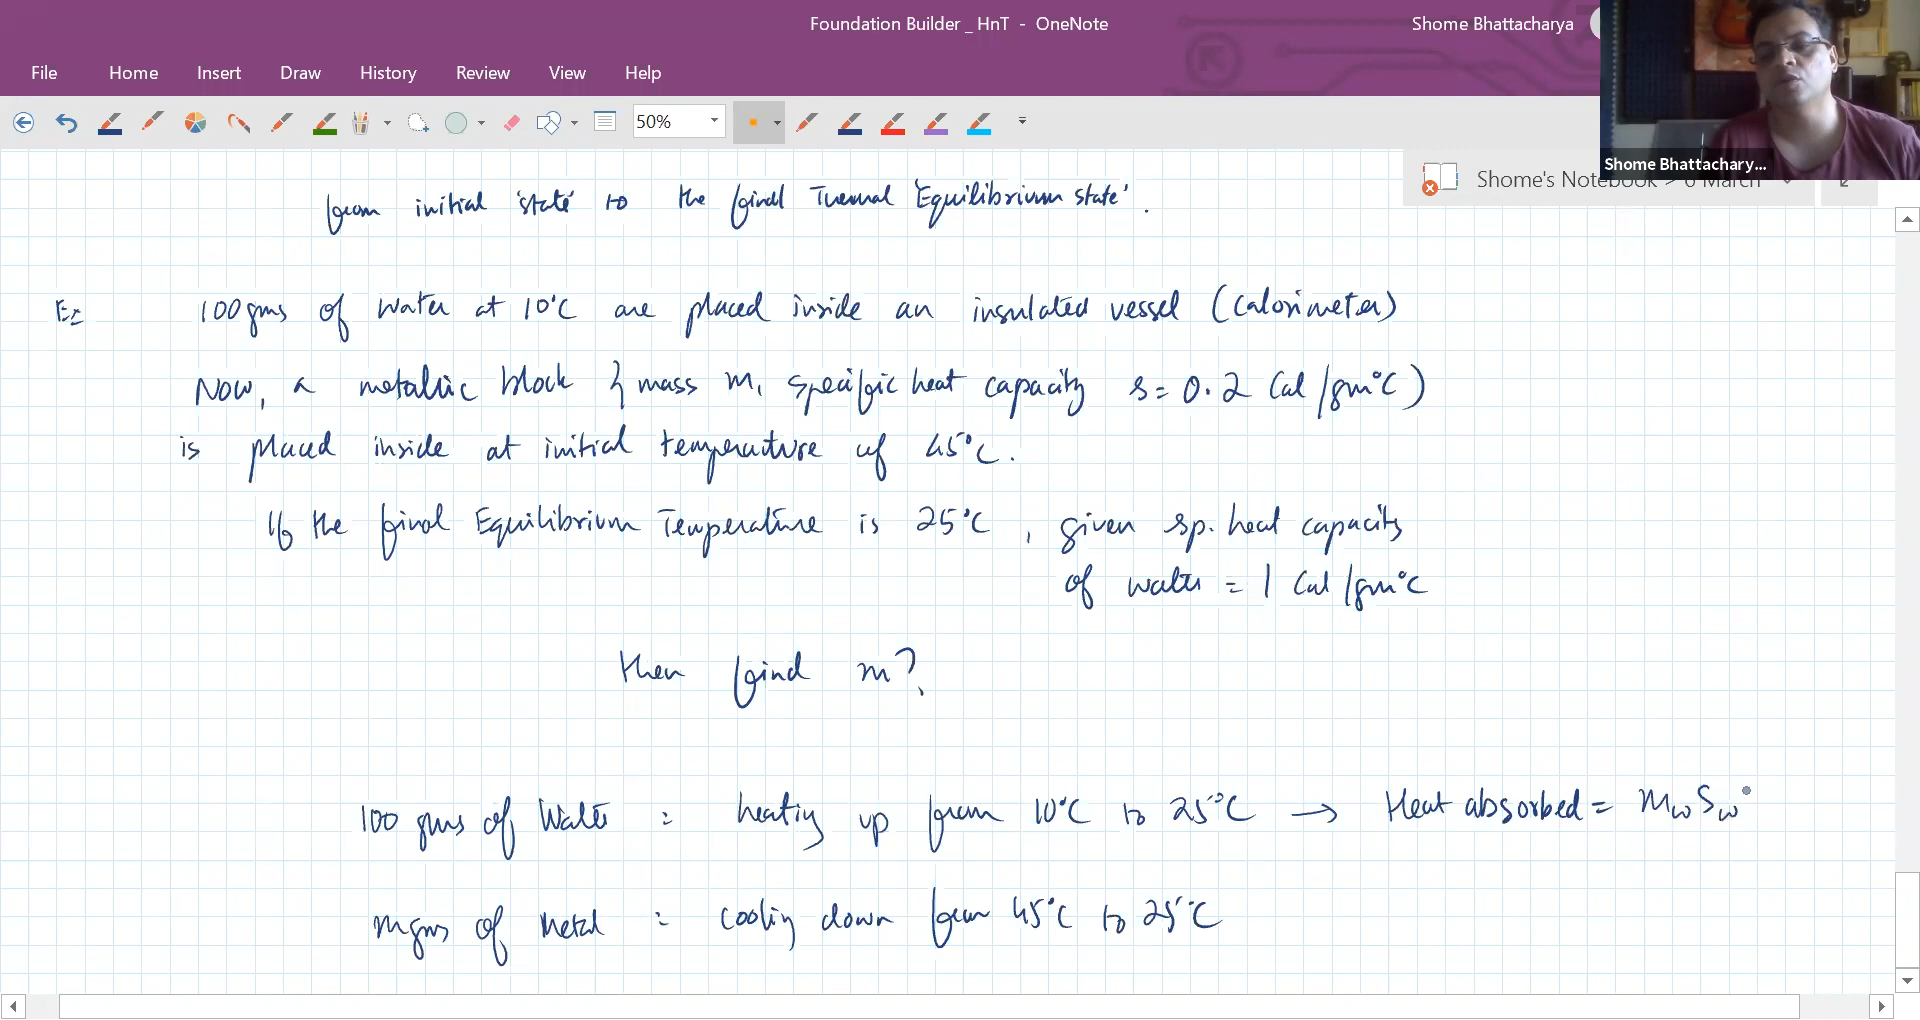 Foundation Builder _ HnT - OneNote
Shome Bhattacharya
File Home Insert Draw History Review View Help
50%
Shome Bhattachary...
Shome's Notebook > 6 March
from initial 'state' to the final Thermal 'Equilibrium state'.
Ex 100gms of water at 10°C are placed inside an insulated vessel (calorimeter)
Now, a metallic block of mass m, specific heat capacity s = 0.2 Cal/gm°C)
is placed inside at initial temperature of 45°C.
If the final Equilibrium Temperature is 25°C, given sp. heat capacity
of water = 1 Cal/gm°C
then find m?
100 gms of Water : heating up from 10°C to 25°C → Heat absorbed = mwSw
mgms of Metal : cooling down from 45°C to 25°C